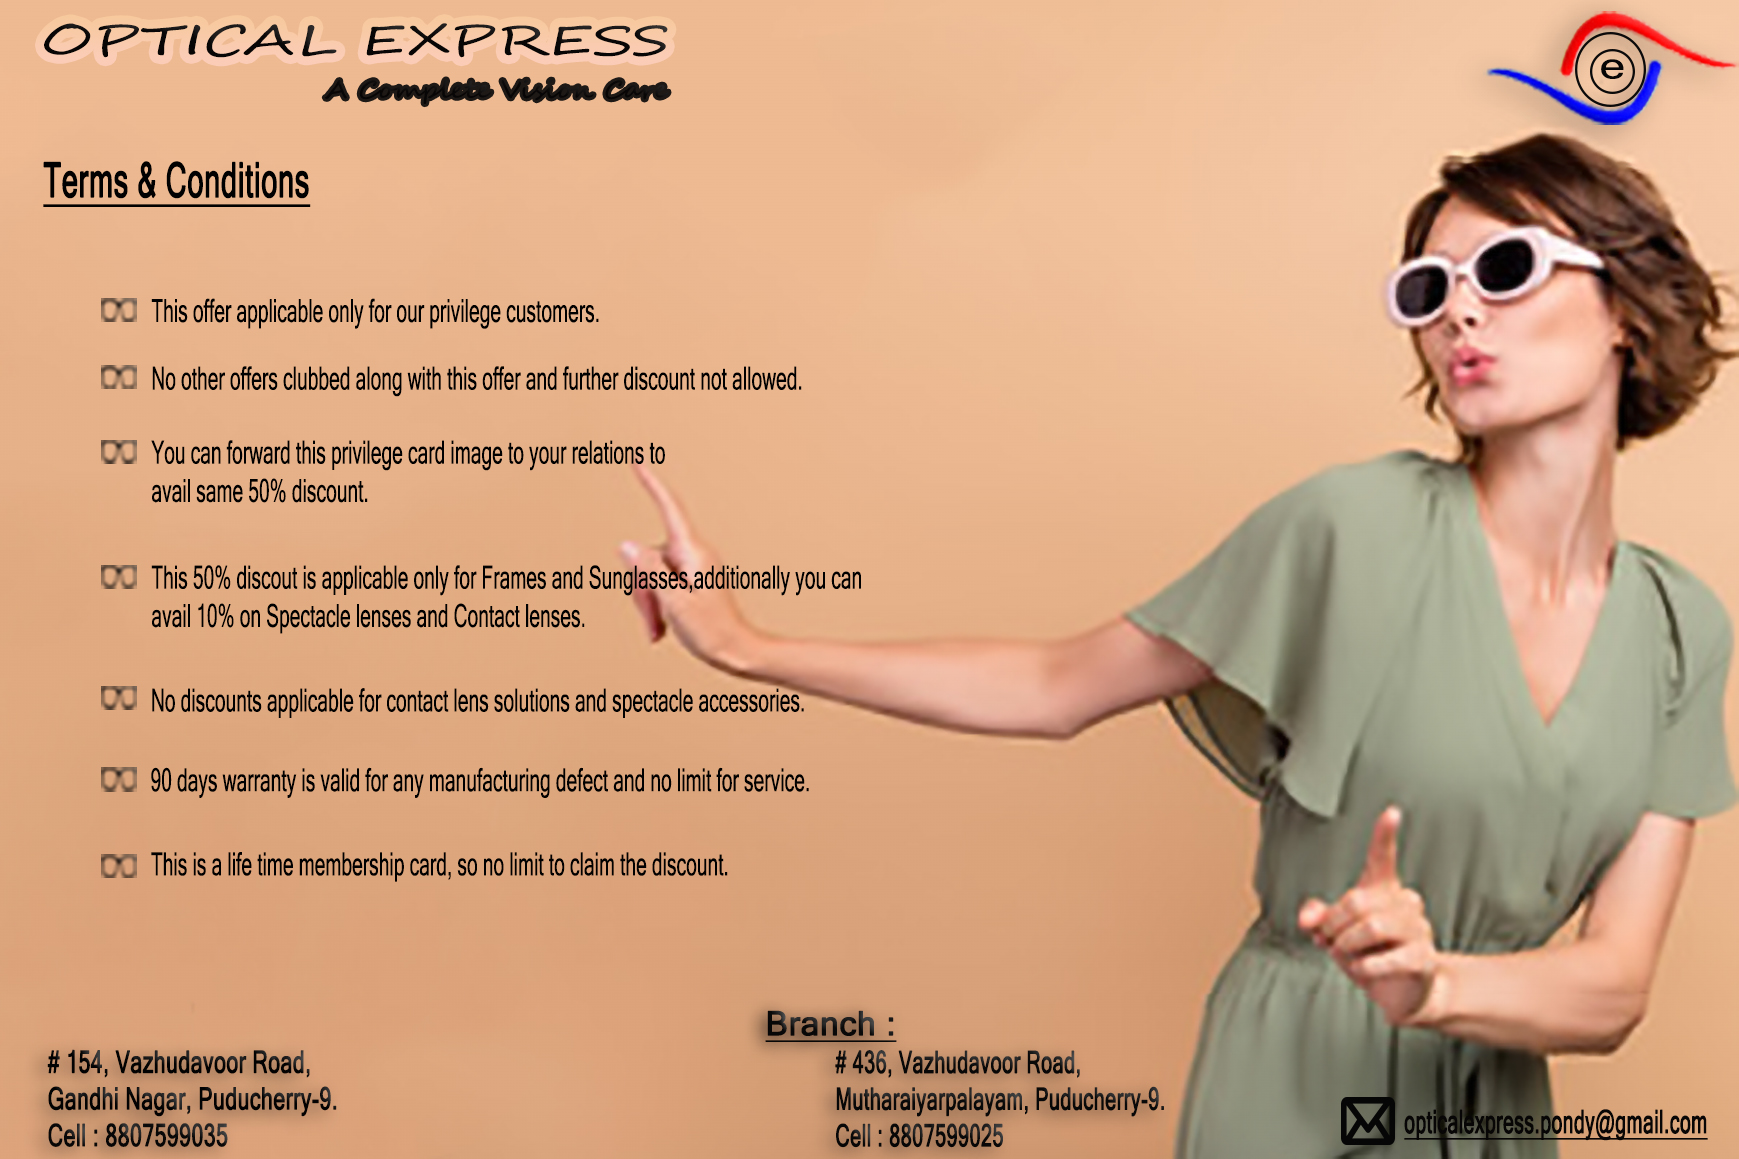 OPTICAL EXPRESS
A Complete Vision Care
e
Terms & Conditions
This offer applicable only for our privilege customers.
No other offers clubbed along with this offer and further discount not allowed.
You can forward this privilege card image to your relations to
avail same 50% discount.
This 50% discout is applicable only for Frames and Sunglasses,additionally you can
avail 10% on Spectacle lenses and Contact lenses.
No discounts applicable for contact lens solutions and spectacle accessories.
90 days warranty is valid for any manufacturing defect and no limit for service.
This is a life time membership card, so no limit to claim the discount.
# 154, Vazhudavoor Road,
Gandhi Nagar, Puducherry-9.
Cell : 8807599035
Branch :
# 436, Vazhudavoor Road,
Mutharaiyarpalayam, Puducherry-9.
Cell : 8807599025
opticalexpress.pondy@gmail.com